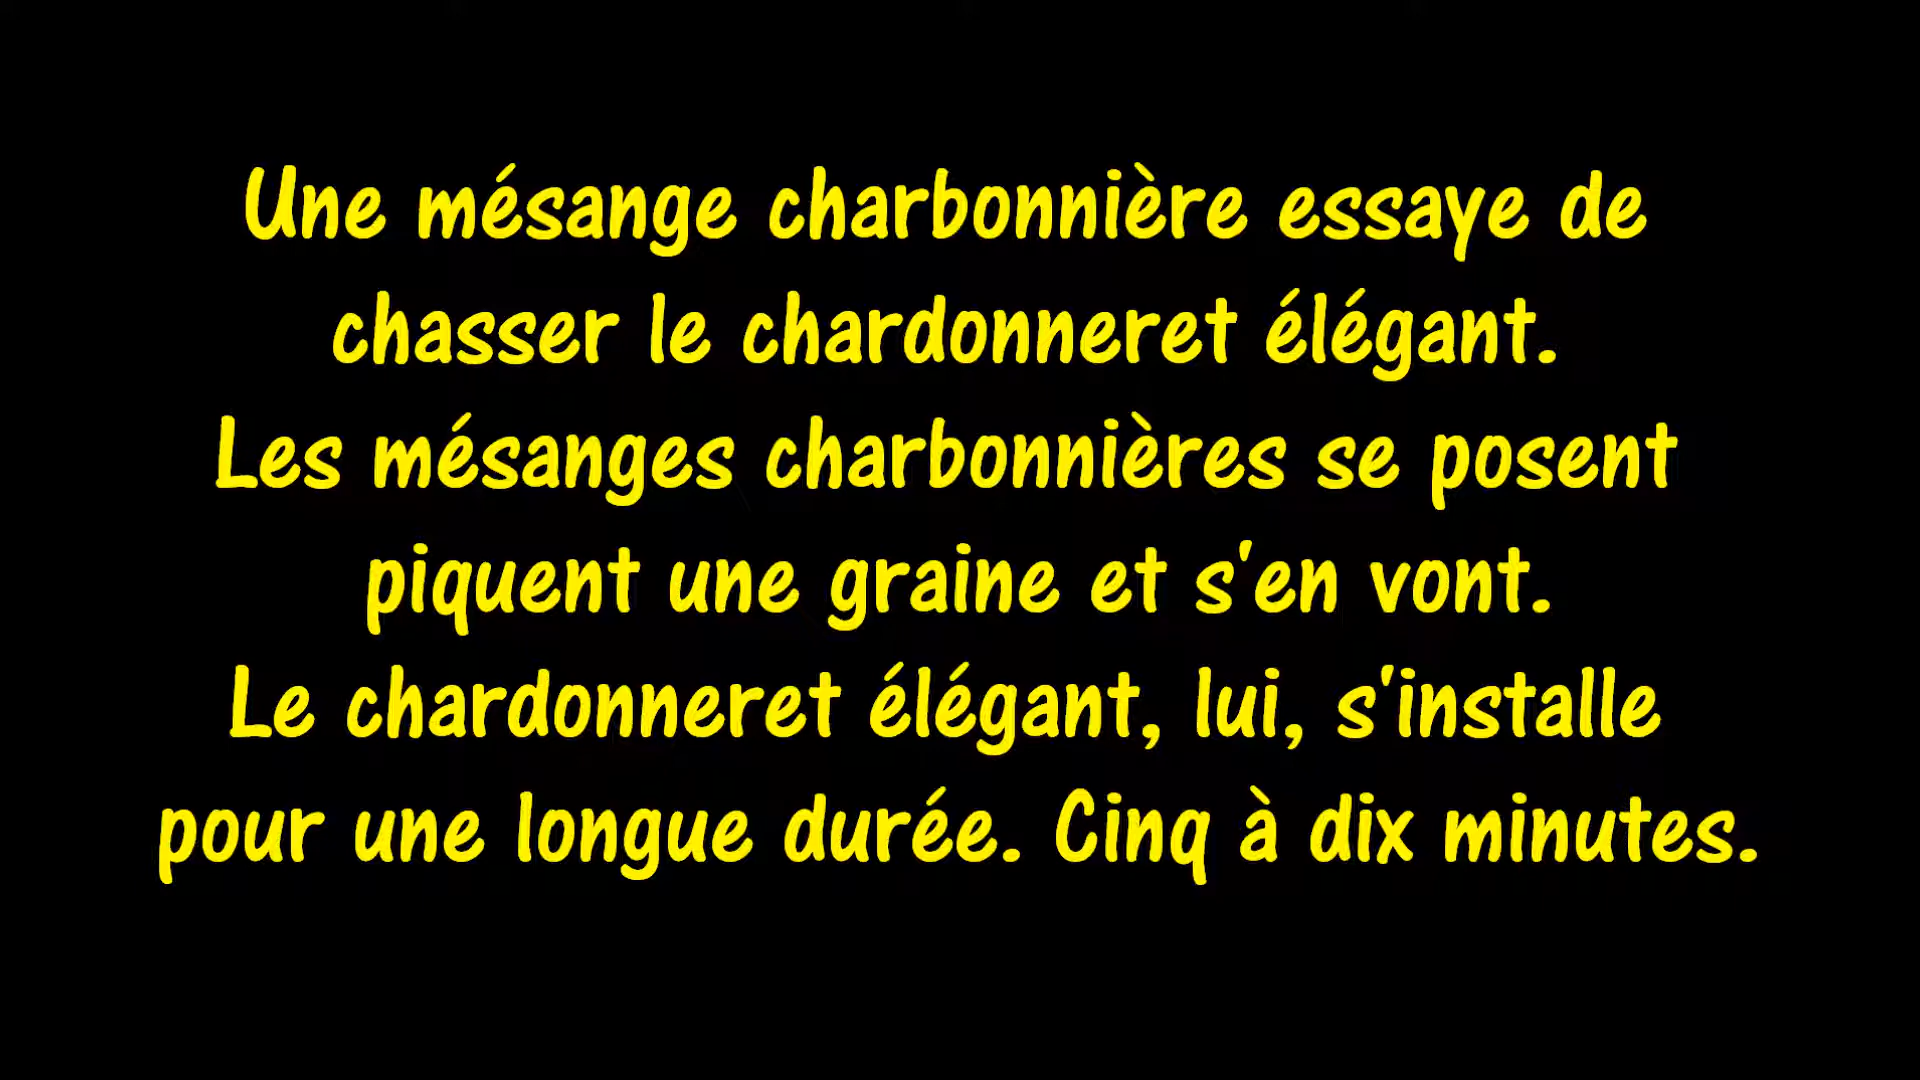 Une mésange charbonnière essaye de
chasser le chardonneret élégant.
Les mésanges charbonnières se posent
piquent une graine et s'en vont.
Le chardonneret élégant, lui, s'installe
pour une longue durée. Cinq à dix minutes.